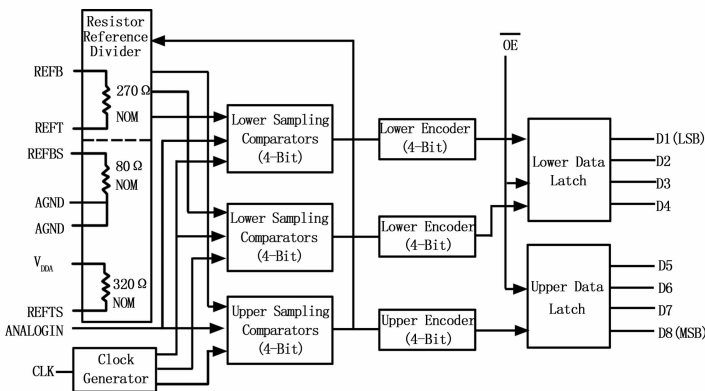 Resistor
Reference
Divider
REFB
270 Ω
NOM
REFT
REFBS
80 Ω
NOM
AGND
AGND
VDDA
320 Ω
NOM
REFTS
ANALOGIN
CLK
Clock
Generator
Lower Sampling
Comparators
(4-Bit)
Lower Sampling
Comparators
(4-Bit)
Upper Sampling
Comparators
(4-Bit)
Lower Encoder
(4-Bit)
Lower Encoder
(4-Bit)
Upper Encoder
(4-Bit)
OE
Lower Data
Latch
Upper Data
Latch
D1(LSB)
D2
D3
D4
D5
D6
D7
D8(MSB)